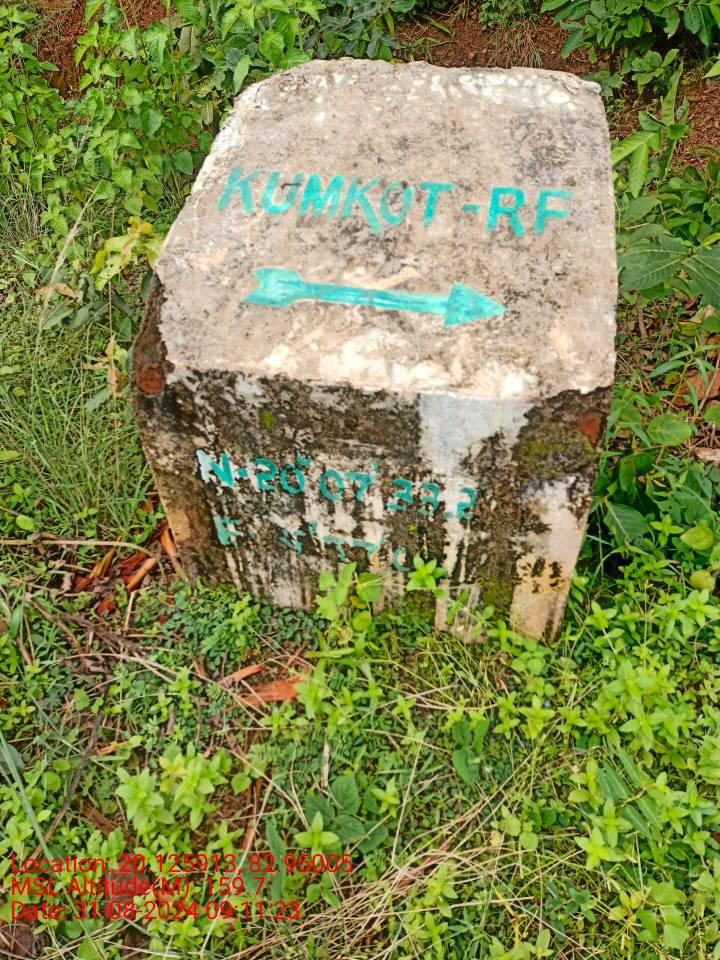 KUMKOT-RF
N-20° 07' 33.2
E
Location: 20.125913, 82.95005
MSL Altitude(M): 159.7
Date: 31-08-2024 09:11:23